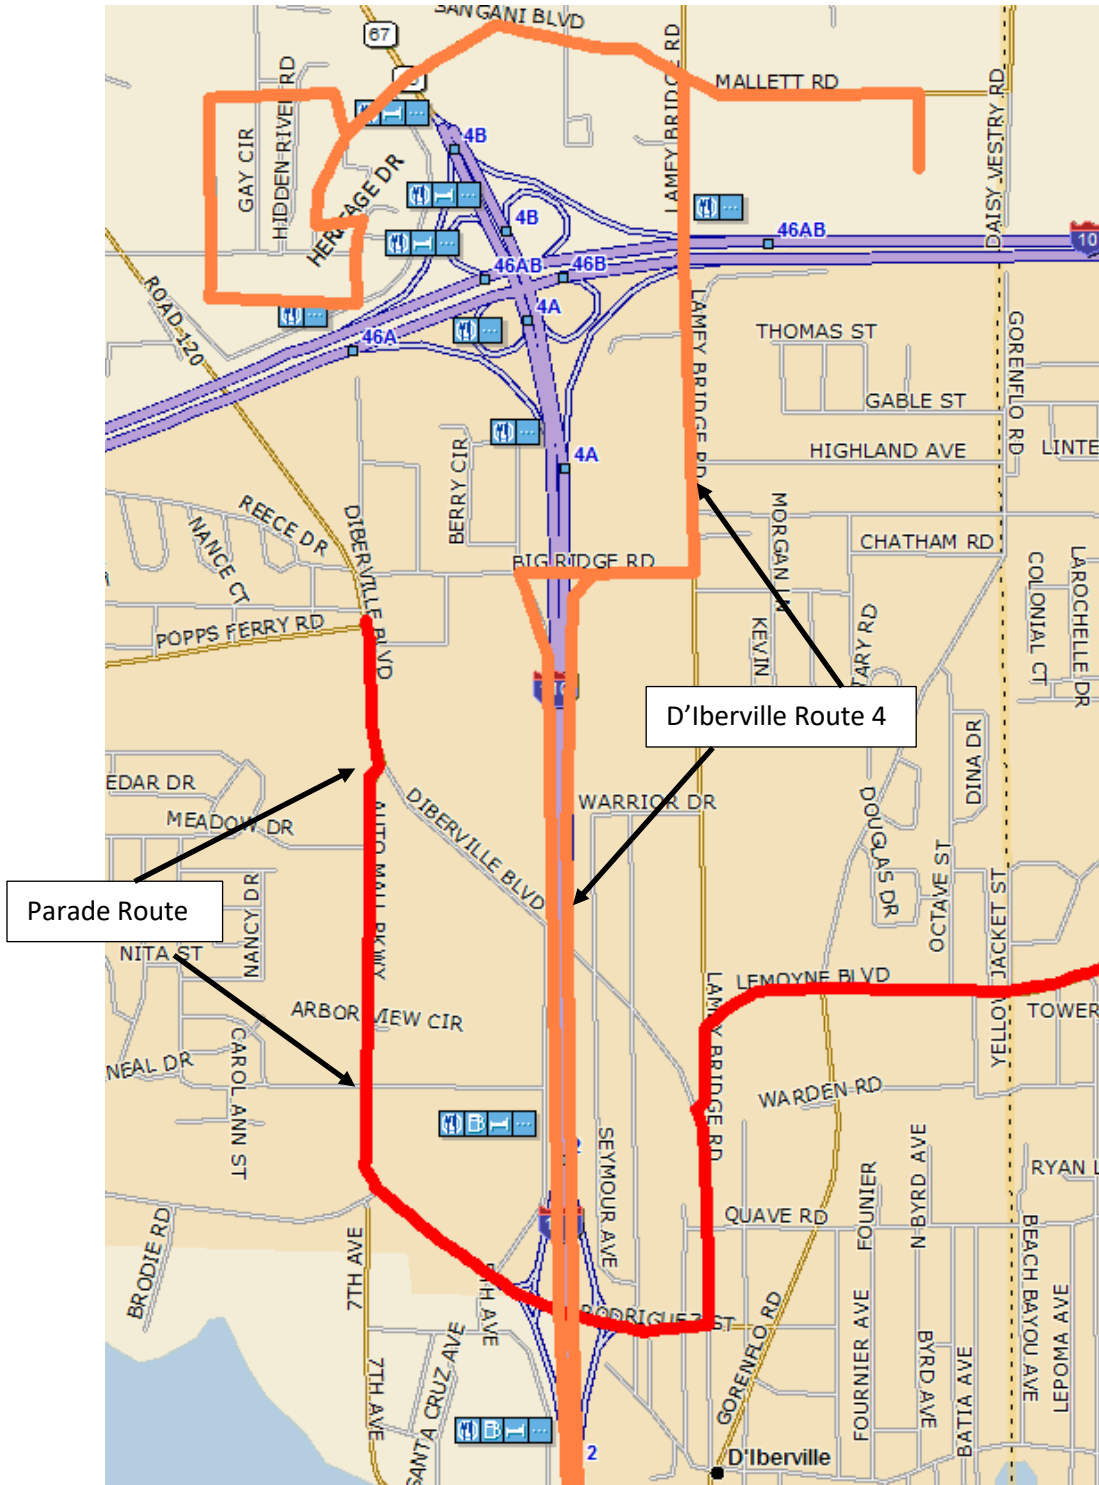 SANGANI BLVD
67
LAMEY BRIDGE RD
MALLETT RD
HIDDEN RIVER RD
GAY CIR
HERITAGE DR
4B
DAISY VESTRY RD
4B
46AB
10
46AB
46B
4A
46A
ROAD 120
LAMEY BRIDGE RD
THOMAS ST
GORENFLO RD
GABLE ST
4A
BERRY CIR
HIGHLAND AVE
LINTE
REECE DR
NANCE CT
DIBERVILLE BLVD
MORGAN LN
CHATHAM RD
BIG RIDGE RD
COLONIAL CT
LAROCHELLE DR
POPPS FERRY RD
KEVIN
TARY RD
D'Iberville Route 4
DINA DR
EDAR DR
MEADOW DR
WARRIOR DR
DIBERVILLE BLVD
DOUGLAS DR
AUTO MALL PKWY
OCTAVE ST
Parade Route
NANCY DR
YELLOW JACKET ST
NITA ST
LEMOYNE BLVD
LAMEY BRIDGE RD
ARBOR VIEW CIR
TOWER
NEAL DR
CAROL ANN ST
WARDEN RD
2
SEYMOUR AVE
N BYRD AVE
FOUNIER
RYAN L
QUAVE RD
BRODIE RD
7TH AVE
BEACH BAYOU AVE
LEPOMA AVE
RODRIGUEZ ST
GORENFLO RD
FOURNIER AVE
BYRD AVE
BATIA AVE
7TH AVE
SANTA CRUZ AVE
2
D'Iberville